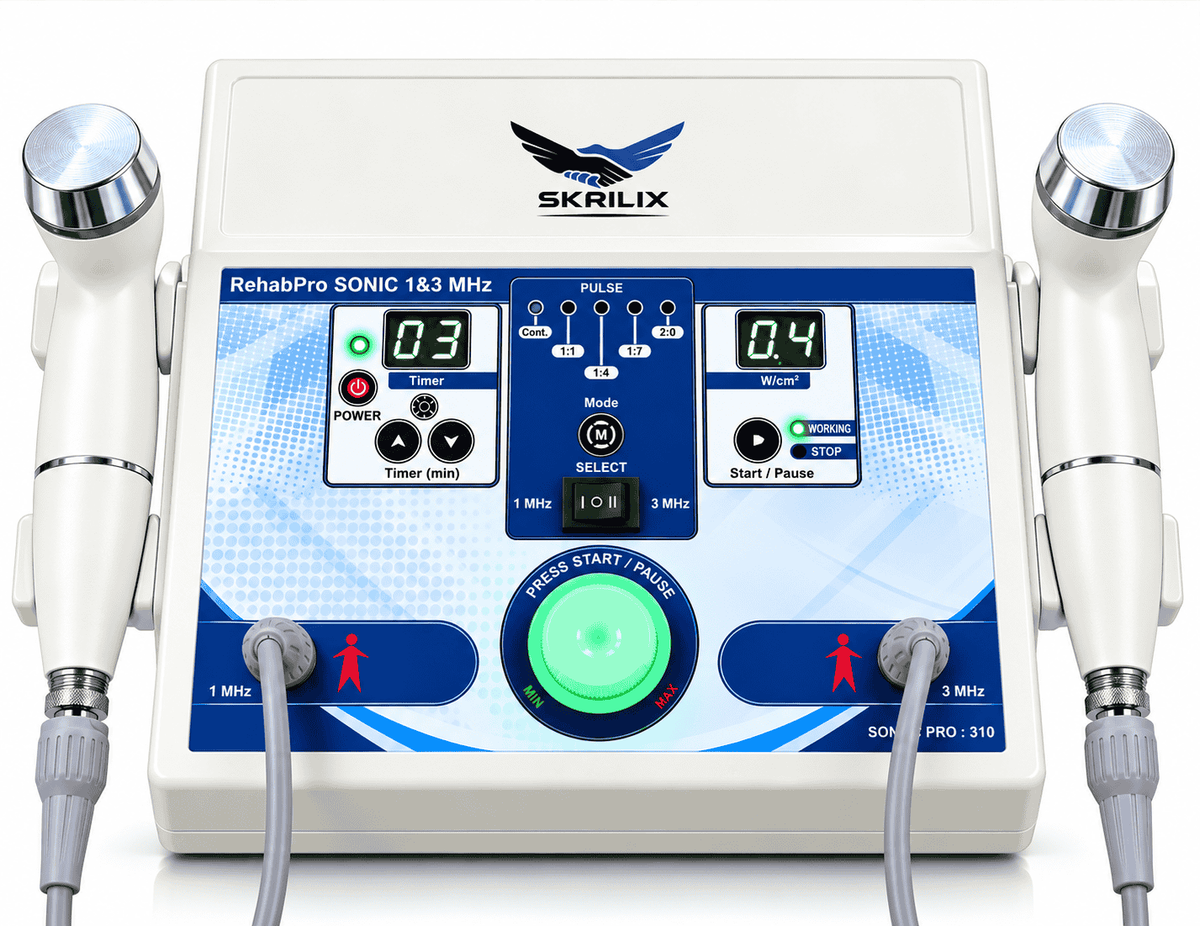 SKRILIX
RehabPro SONIC 1&3 MHz
PULSE
Cont.
1:1
1:4
1:7
2:0
03
Timer
POWER
Timer (min)
Mode
M
SELECT
1 MHz
I O II
3 MHz
0.4
W/cm²
WORKING
STOP
Start / Pause
PRESS START / PAUSE
MIN
MAX
1 MHz
3 MHz
PRO : 310